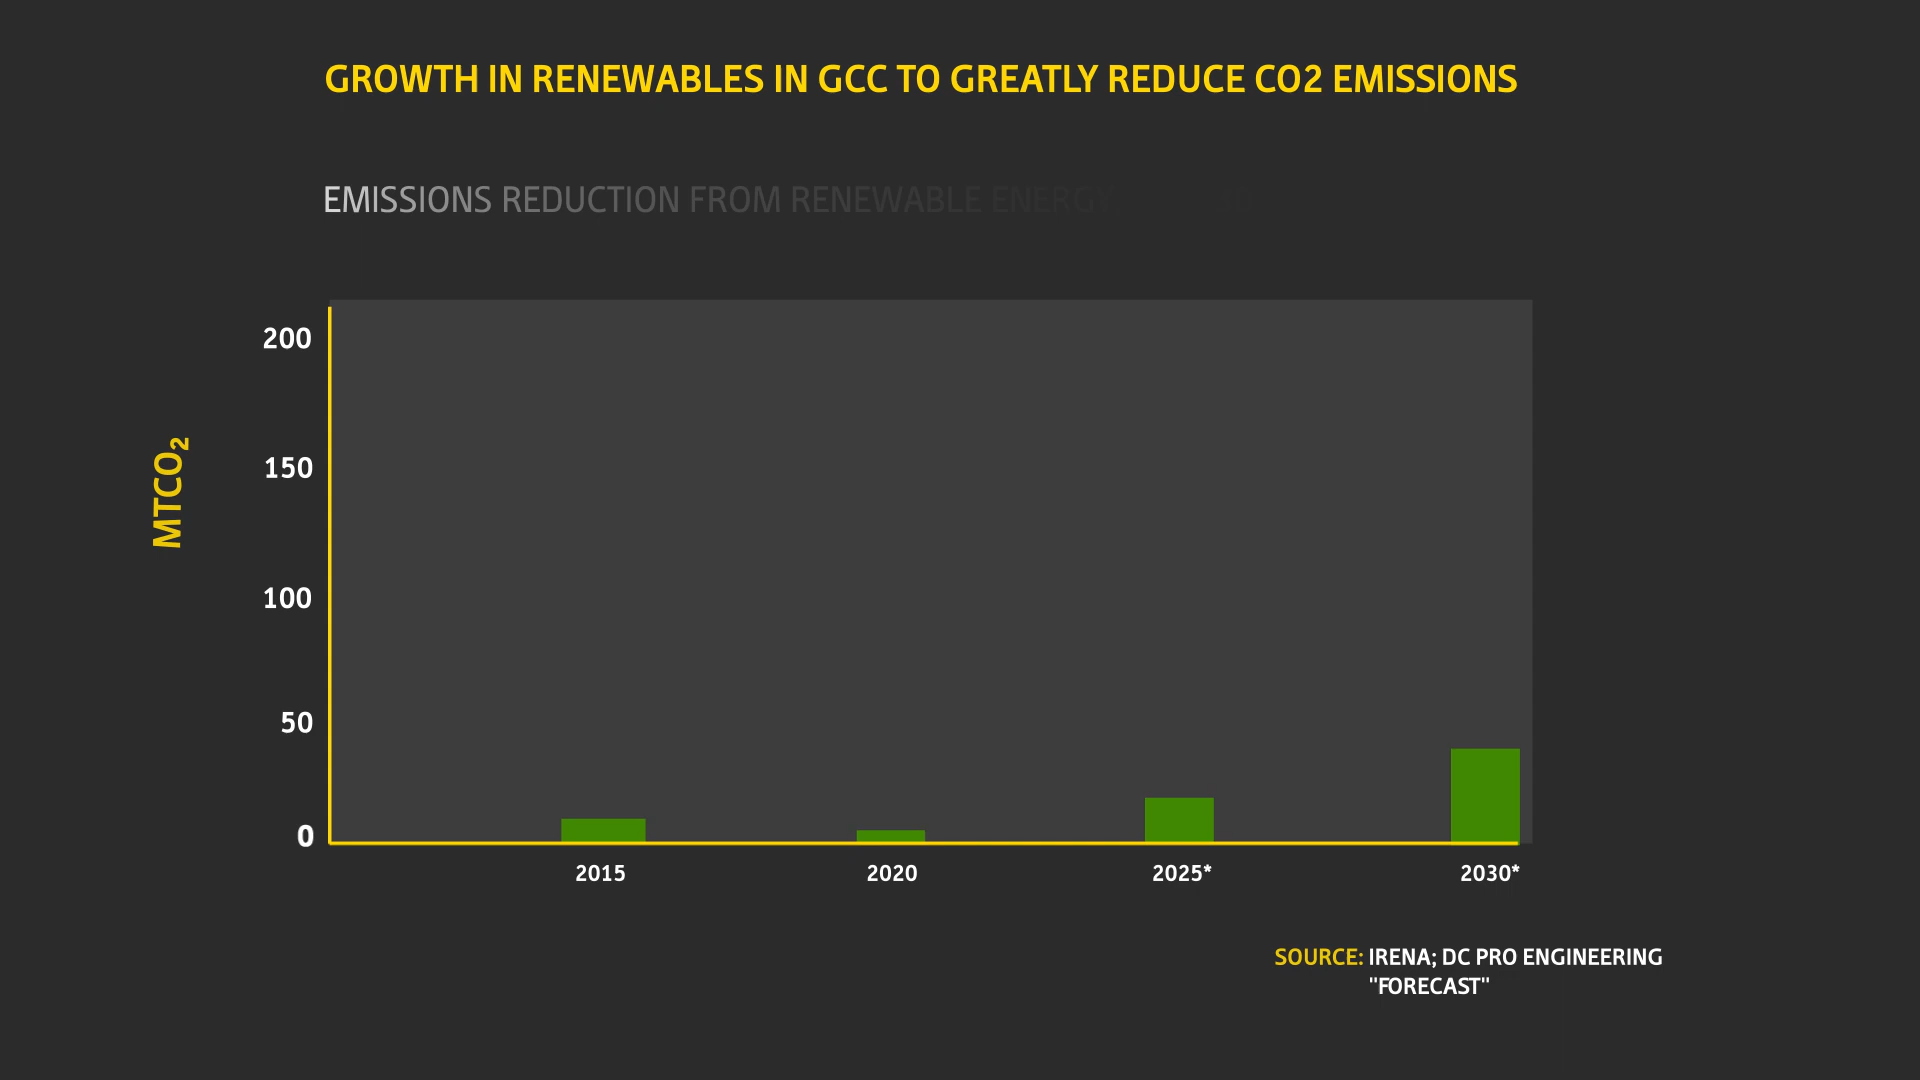 GROWTH IN RENEWABLES IN GCC TO GREATLY REDUCE CO2 EMISSIONS
EMISSIONS REDUCTION FROM RENEWABLE ENERGY
MTCO₂
200
150
100
50
0
2015 2020 2025* 2030*
SOURCE: IRENA; DC PRO ENGINEERING
"FORECAST"